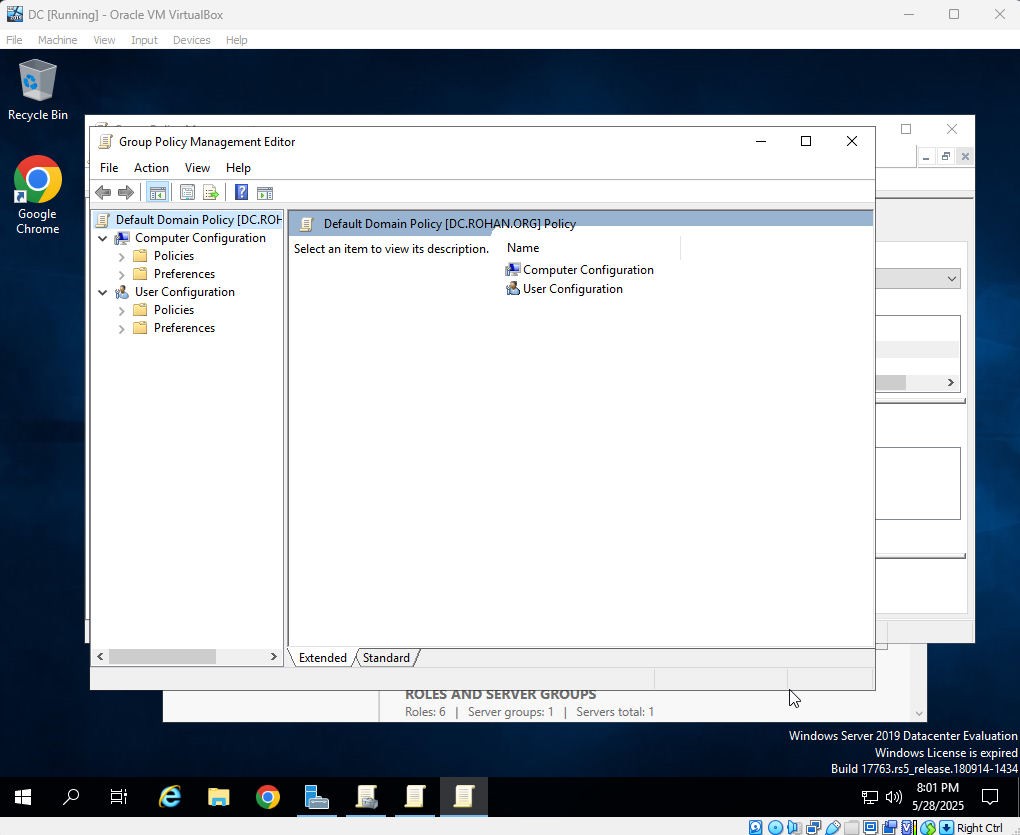 DC [Running] - Oracle VM VirtualBox
File Machine View Input Devices Help
Recycle Bin
Google
Chrome
Group Policy Management Editor
File Action View Help
Default Domain Policy [DC.ROH
Computer Configuration
Policies
Preferences
User Configuration
Policies
Preferences
Default Domain Policy [DC.ROHAN.ORG] Policy
Select an item to view its description.
Name
Computer Configuration
User Configuration
Extended Standard
ROLES AND SERVER GROUPS
Roles: 6 | Server groups: 1 | Servers total: 1
Windows Server 2019 Datacenter Evaluation
Windows License is expired
Build 17763.rs5_release.180914-1434
8:01 PM
5/28/2025
Right Ctrl